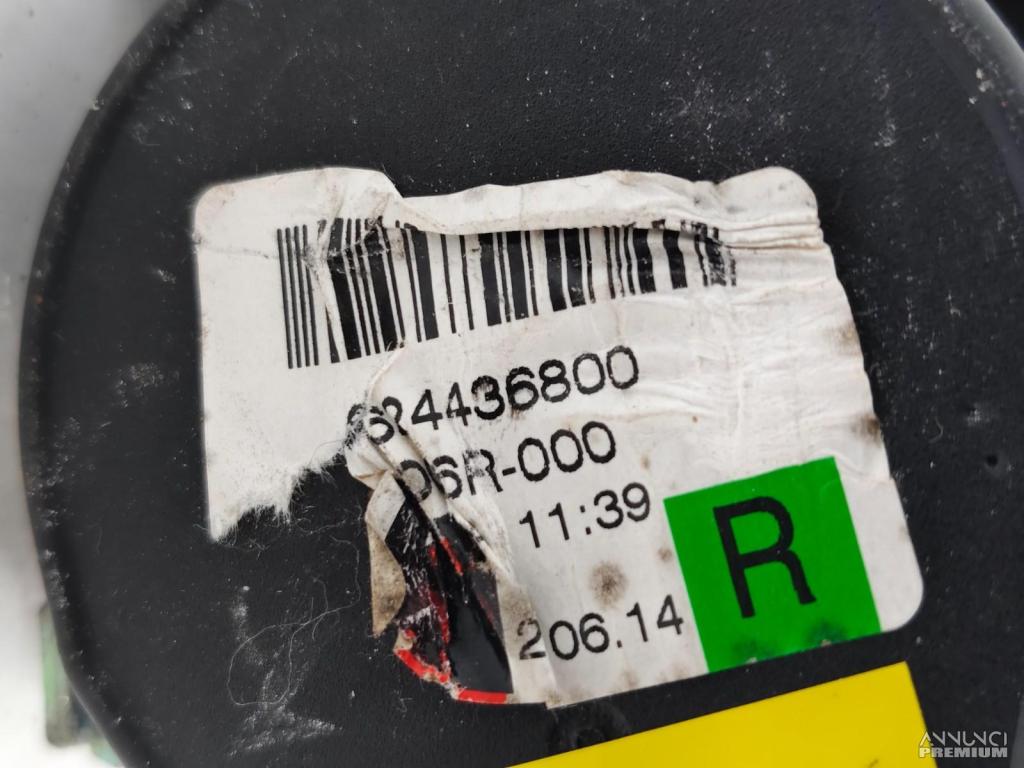 624436800
06R-000
11:39
R
206.14
ANNUNCI
PREMIUM